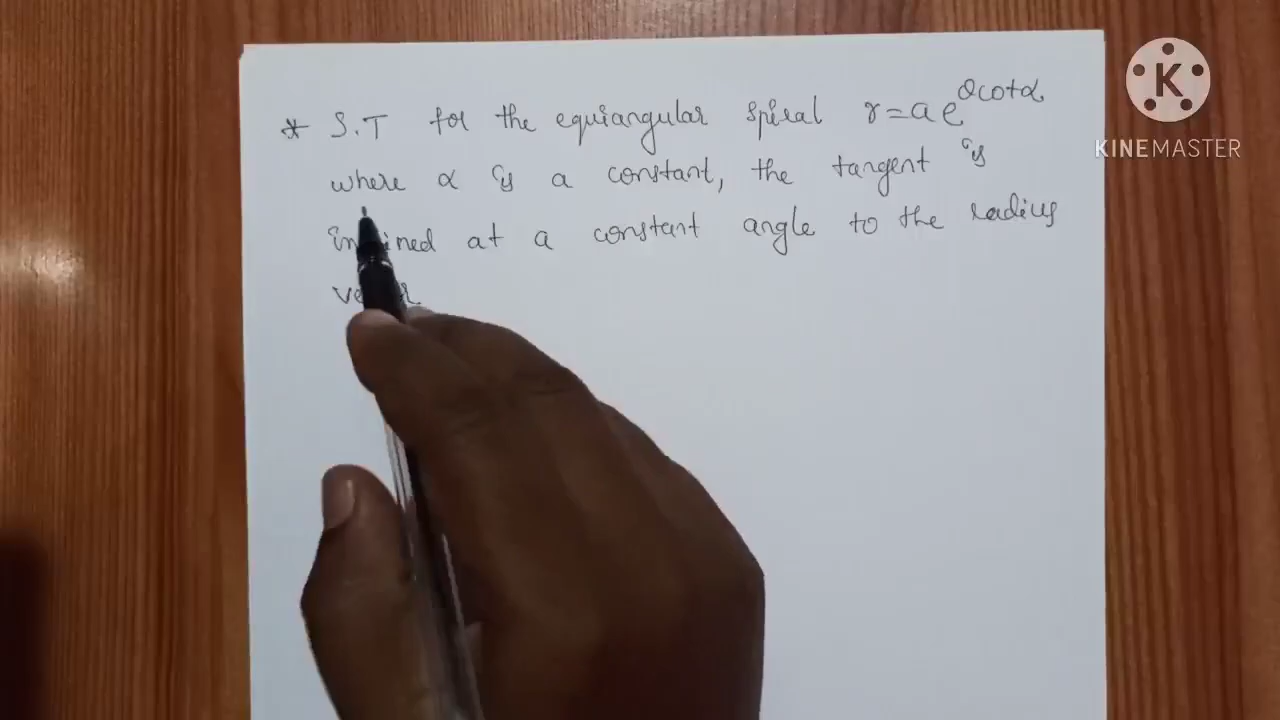 * S.T for the equiangular spiral r=ae^θcotα
where α is a constant, the tangent is
at a constant angle to the radius
K
KINEMASTER